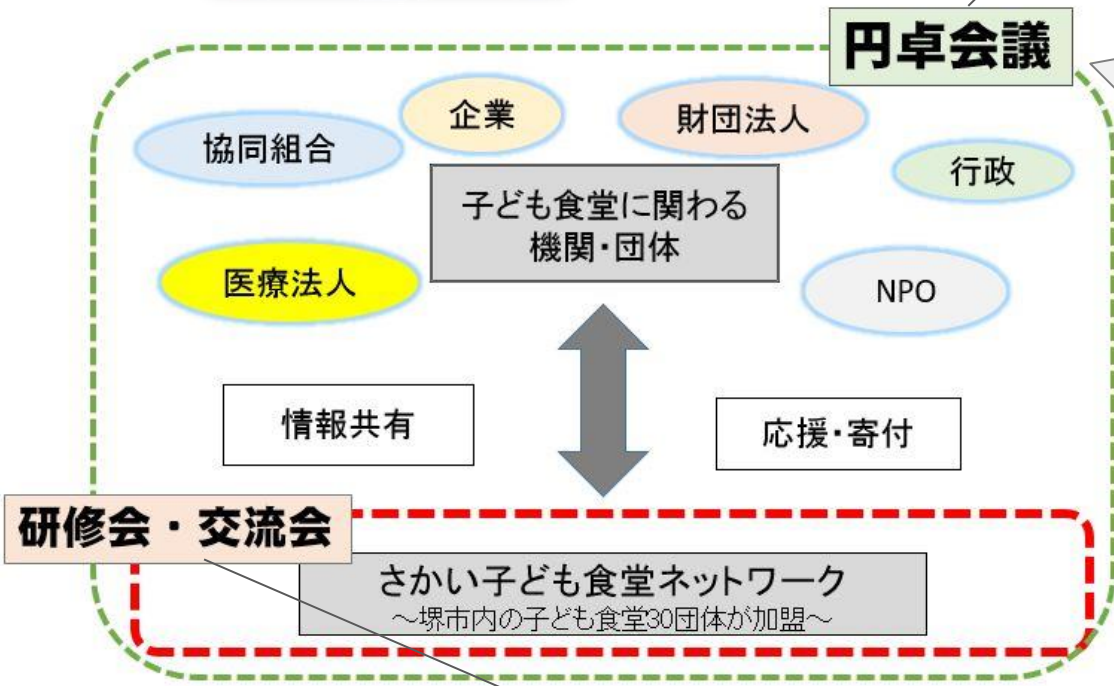 円卓会議
企業
財団法人
協同組合
行政
子ども食堂に関わる
機関・団体
医療法人
NPO
情報共有
応援・寄付
研修会・交流会
さかい子ども食堂ネットワーク
～堺市内の子ども食堂30団体が加盟～